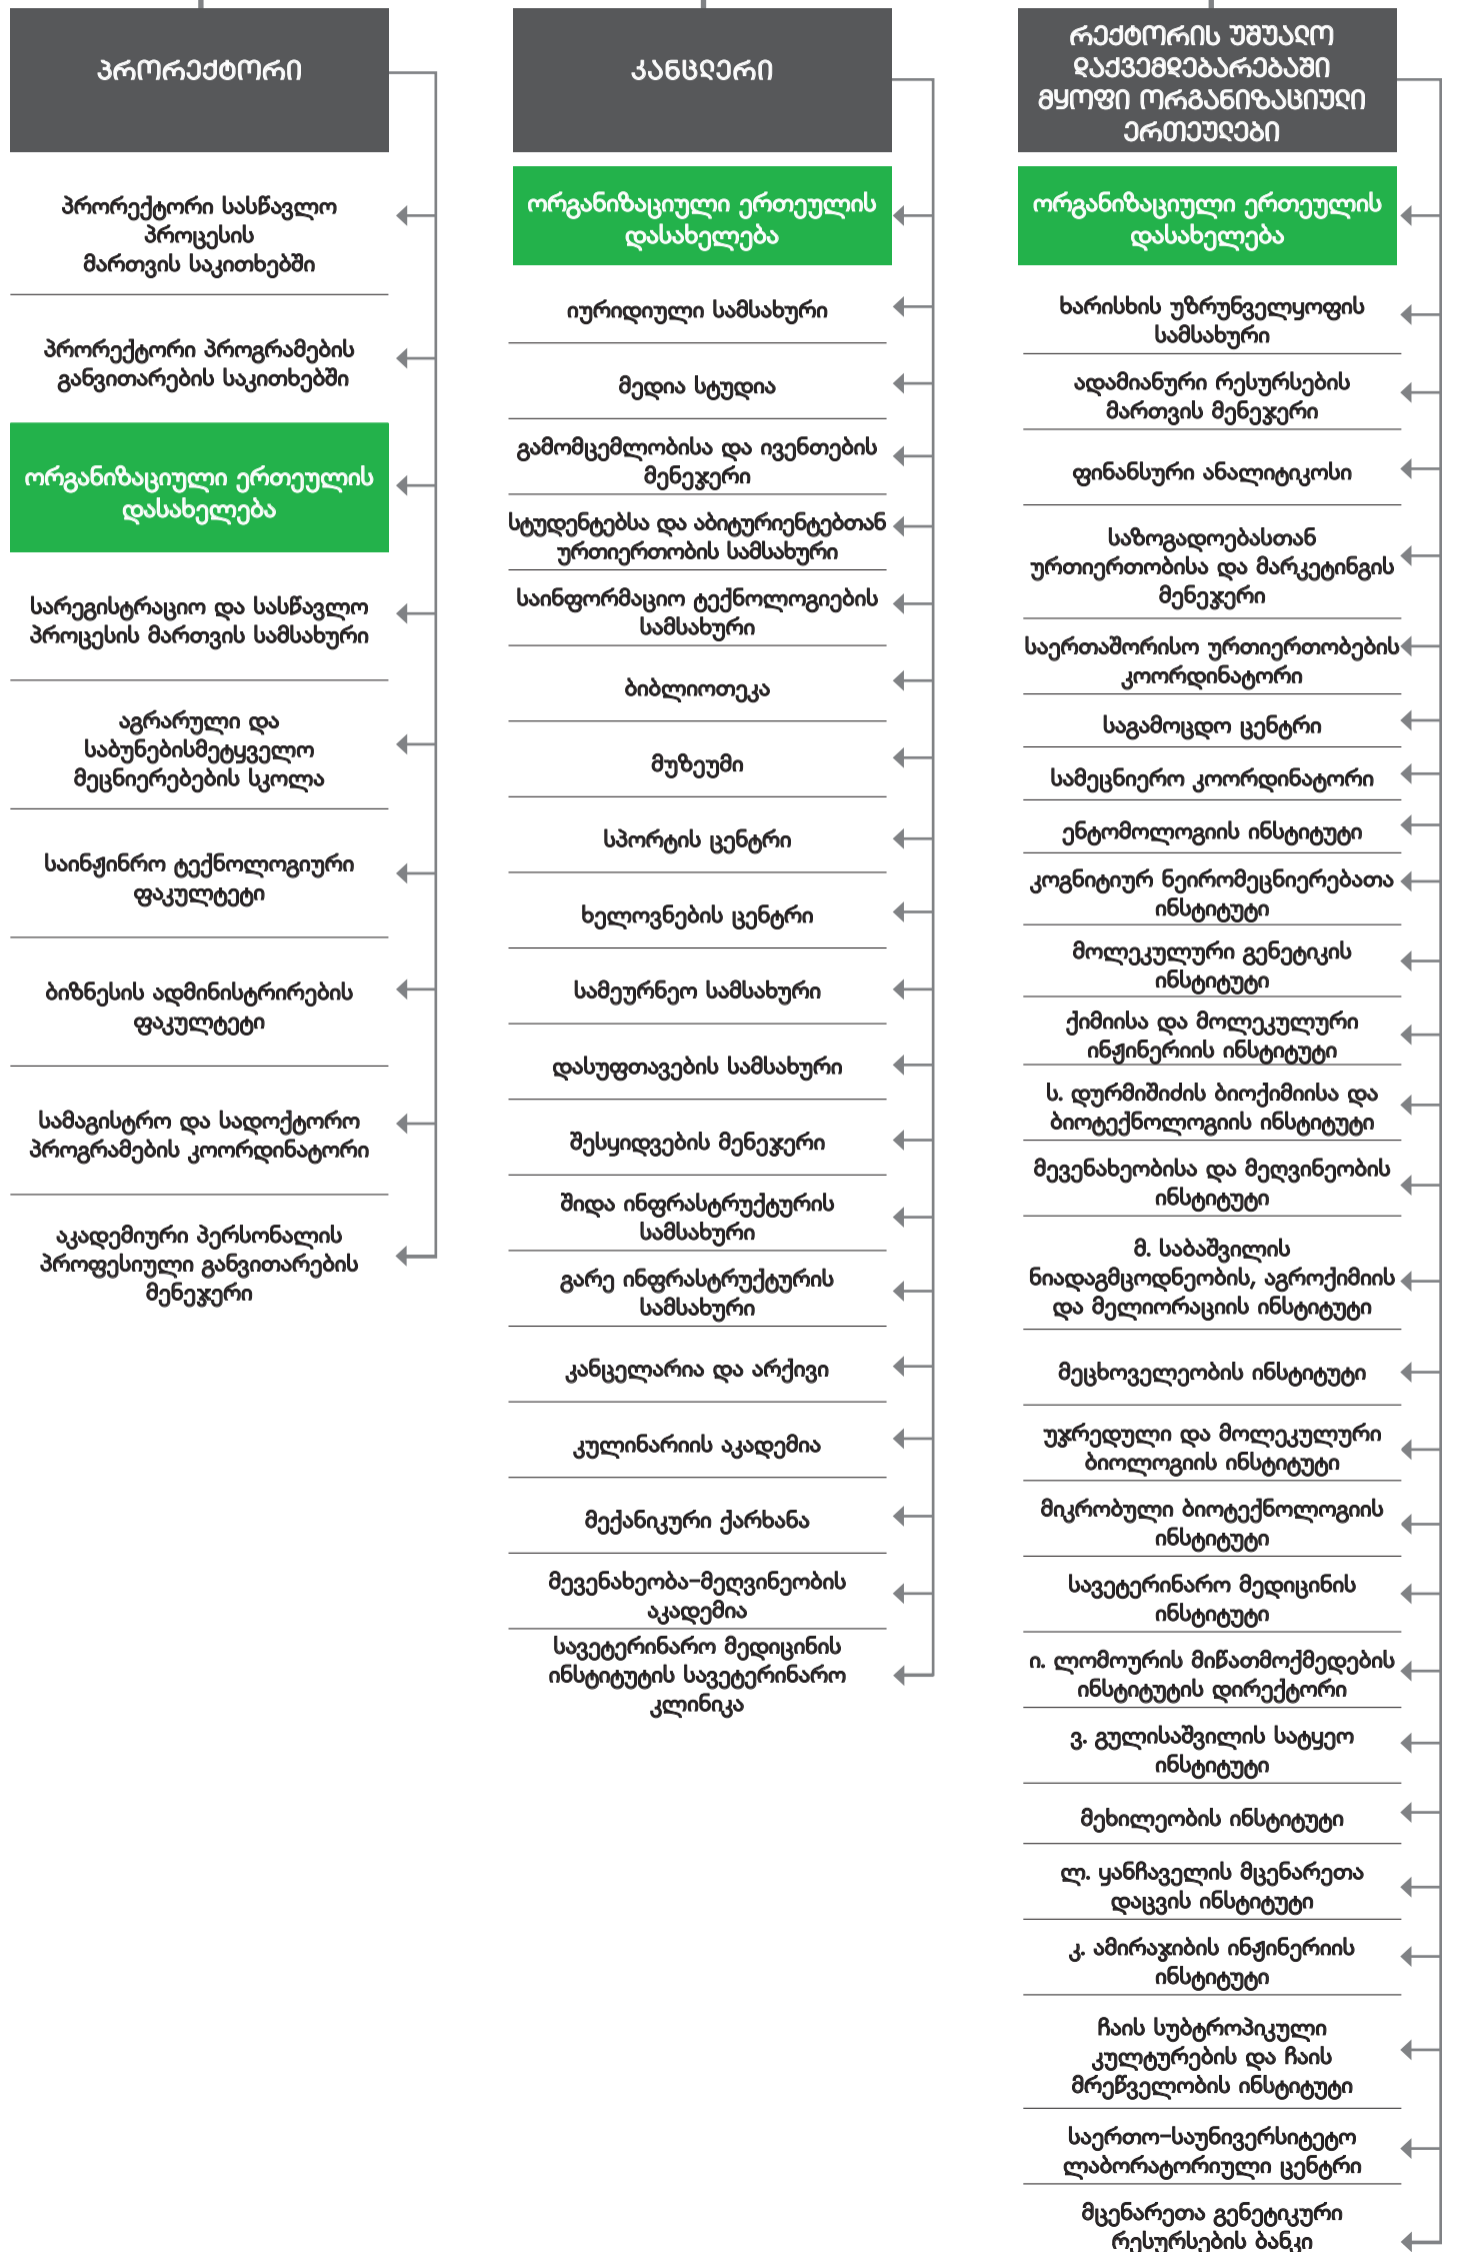 პრორექტორი
პრორექტორი სასწავლო
პროცესის
მართვის საკითხებში
პრორექტორი პროგრამების
განვითარების საკითხებში
ორგანიზაციული ერთეულის
დასახელება
სარეგისტრაციო და სასწავლო
პროცესის მართვის სამსახური
აგრარული და
საბუნებისმეტყველო
მეცნიერებების სკოლა
საინჟინრო ტექნოლოგიური
ფაკულტეტი
ბიზნესის ადმინისტრირების
ფაკულტეტი
სამაგისტრო და სადოქტორო
პროგრამების კოორდინატორი
აკადემიური პერსონალის
პროფესიული განვითარების
მენეჯერი
კანცლერი
ორგანიზაციული ერთეულის
დასახელება
იურიდიული სამსახური
მედია სტუდია
გამომცემლობისა და ივენთების
მენეჯერი
სტუდენტებსა და აბიტურიენტებთან
ურთიერთობის სამსახური
საინფორმაციო ტექნოლოგიების
სამსახური
ბიბლიოთეკა
მუზეუმი
სპორტის ცენტრი
ხელოვნების ცენტრი
სამეურნეო სამსახური
დასუფთავების სამსახური
შესყიდვების მენეჯერი
შიდა ინფრასტრუქტურის
სამსახური
გარე ინფრასტრუქტურის
სამსახური
კანცელარია და არქივი
კულინარიის აკადემია
მექანიკური ქარხანა
მევენახეობა-მეღვინეობის
აკადემია
სავეტერინარო მედიცინის
ინსტიტუტის სავეტერინარო
კლინიკა
რექტორის უშუალო
დაქვემდებარებაში
მყოფი ორგანიზაციული
ერთეულები
ორგანიზაციული ერთეულის
დასახელება
ხარისხის უზრუნველყოფის
სამსახური
ადამიანური რესურსების
მართვის მენეჯერი
ფინანსური ანალიტიკოსი
საზოგადოებასთან
ურთიერთობისა და მარკეტინგის
მენეჯერი
საერთაშორისო ურთიერთობების
კოორდინატორი
საგამოცდო ცენტრი
სამეცნიერო კოორდინატორი
ენტომოლოგიის ინსტიტუტი
კოგნიტიურ ნეირომეცნიერებათა
ინსტიტუტი
მოლეკულური გენეტიკის
ინსტიტუტი
ქიმიისა და მოლეკულური
ინჟინერიის ინსტიტუტი
ს. დურმიშიძის ბიოქიმიისა და
ბიოტექნოლოგიის ინსტიტუტი
მევენახეობისა და მეღვინეობის
ინსტიტუტი
მ. საბაშვილის
ნიადაგმცოდნეობის, აგროქიმიის
და მელიორაციის ინსტიტუტი
მეცხოველეობის ინსტიტუტი
უჯრედული და მოლეკულური
ბიოლოგიის ინსტიტუტი
მიკრობული ბიოტექნოლოგიის
ინსტიტუტი
სავეტერინარო მედიცინის
ინსტიტუტი
ი. ლომოურის მიწათმოქმედების
ინსტიტუტის დირექტორი
ვ. გულისაშვილის სატყეო
ინსტიტუტი
მეხილეობის ინსტიტუტი
ლ. ყანჩაველის მცენარეთა
დაცვის ინსტიტუტი
კ. ამირაჯიბის ინჟინერიის
ინსტიტუტი
ჩაის სუბტროპიკული
კულტურების და ჩაის
მრეწველობის ინსტიტუტი
საერთო-საუნივერსიტეტო
ლაბორატორიული ცენტრი
მცენარეთა გენეტიკური
რესურსების ბანკი